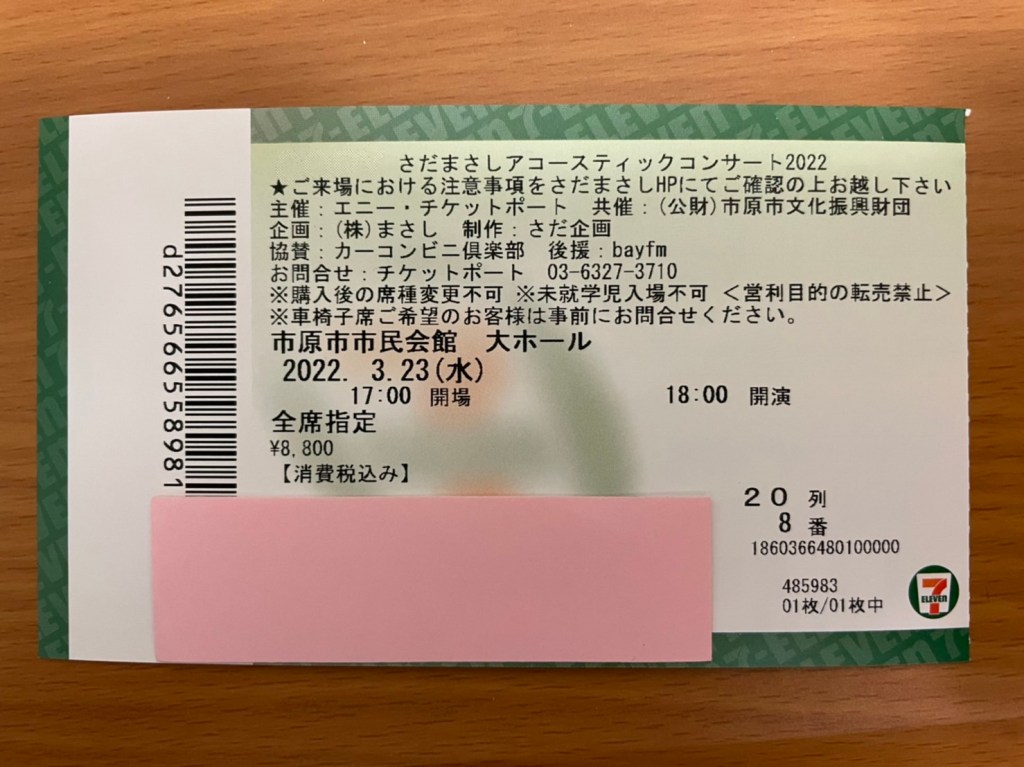 さだまさしアコースティックコンサート2022
★ご来場における注意事項をさだまさしHPにてご確認の上お越し下さい
主催：エニー・チケットポート　共催：(公財)市原市文化振興財団
企画：(株)まさし　制作：さだ企画
協賛：カーコンビニ倶楽部　後援：bayfm
お問合せ：チケットポート　03-6327-3710
※購入後の席種変更不可 ※未就学児入場不可 ＜営利目的の転売禁止＞
※車椅子席ご希望のお客様は事前にお問合せください。
市原市市民会館　大ホール
2022. 3.23(水)
17:00 開場　18:00 開演
全席指定
¥8,800
【消費税込み】
20 列
8 番
1860366480100000
485983
01枚/01枚中
7 ELEVEN
d276566558981
7-ELEVEN